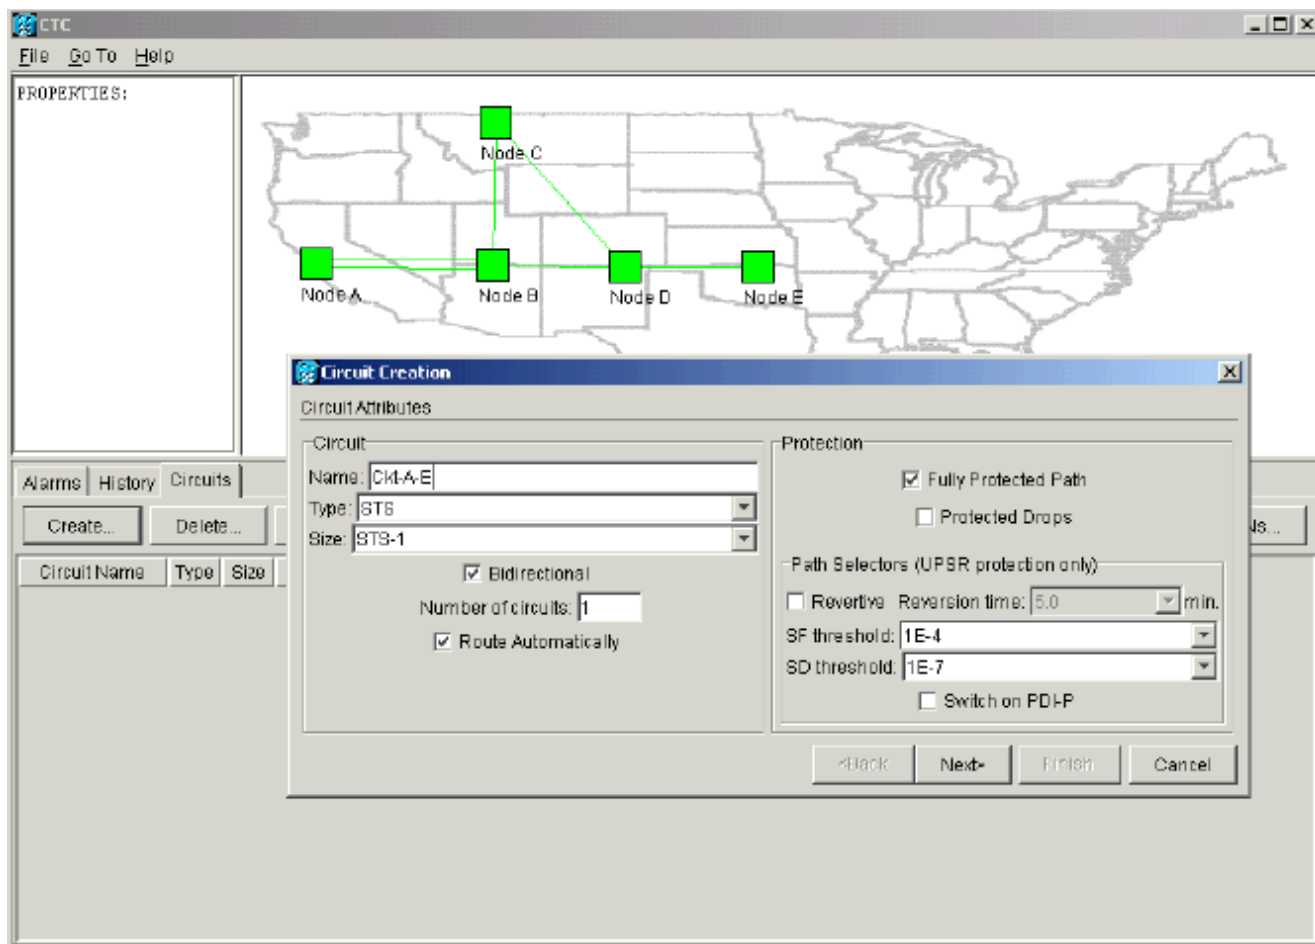 CTC
File Go To Help
PROPERTIES:
Node C
Node A
Node B
Node D
Node E
Circuit Creation
Circuit Attributes
Circuit
Name: Ckt-A-E
Type: STS
Size: STS-1
Bidirectional
Number of circuits: 1
Route Automatically
Protection
Fully Protected Path
Protected Drops
Path Selectors (UPSR protection only)
Revertive Reversion time: 5.0 min.
SF threshold: 1E-4
SD threshold: 1E-7
Switch on PDI-P
<Back Next> Finish Cancel
Alarms History Circuits
Create... Delete...
Circuit Name Type Size